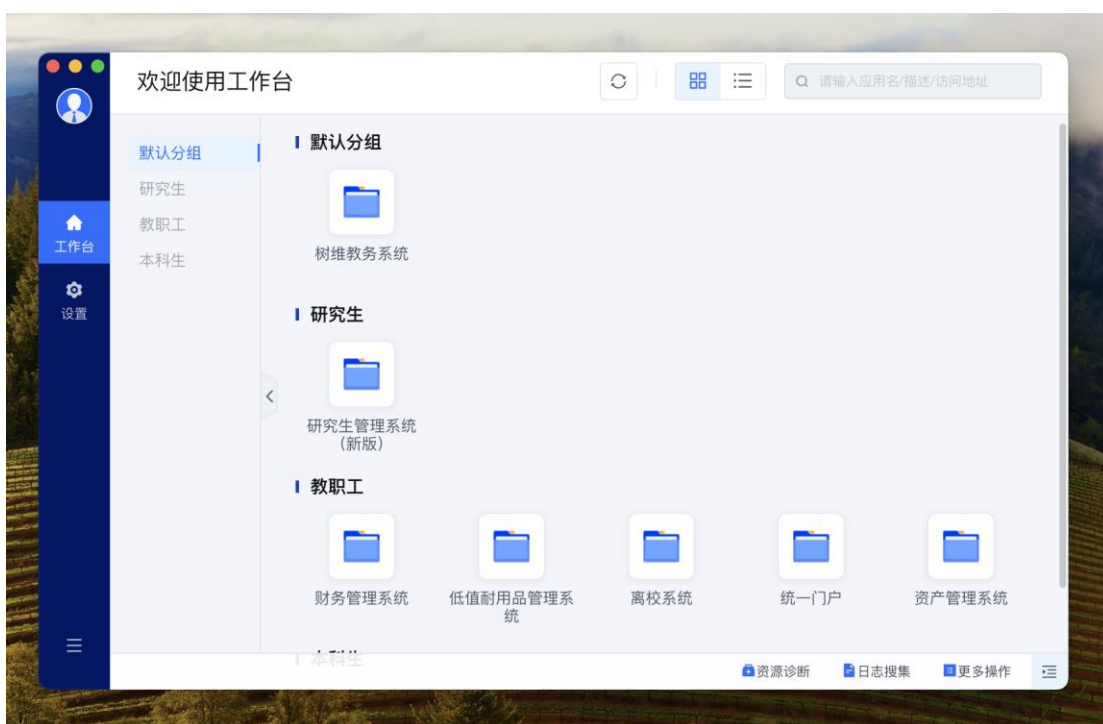 欢迎使用工作台
请输入应用名/描述/访问地址
工作台
设置
默认分组
研究生
教职工
本科生
默认分组
树维教务系统
研究生
研究生管理系统
（新版）
教职工
财务管理系统
低值耐用品管理系
统
离校系统
统一门户
资产管理系统
本科生
资源诊断
日志搜集
更多操作